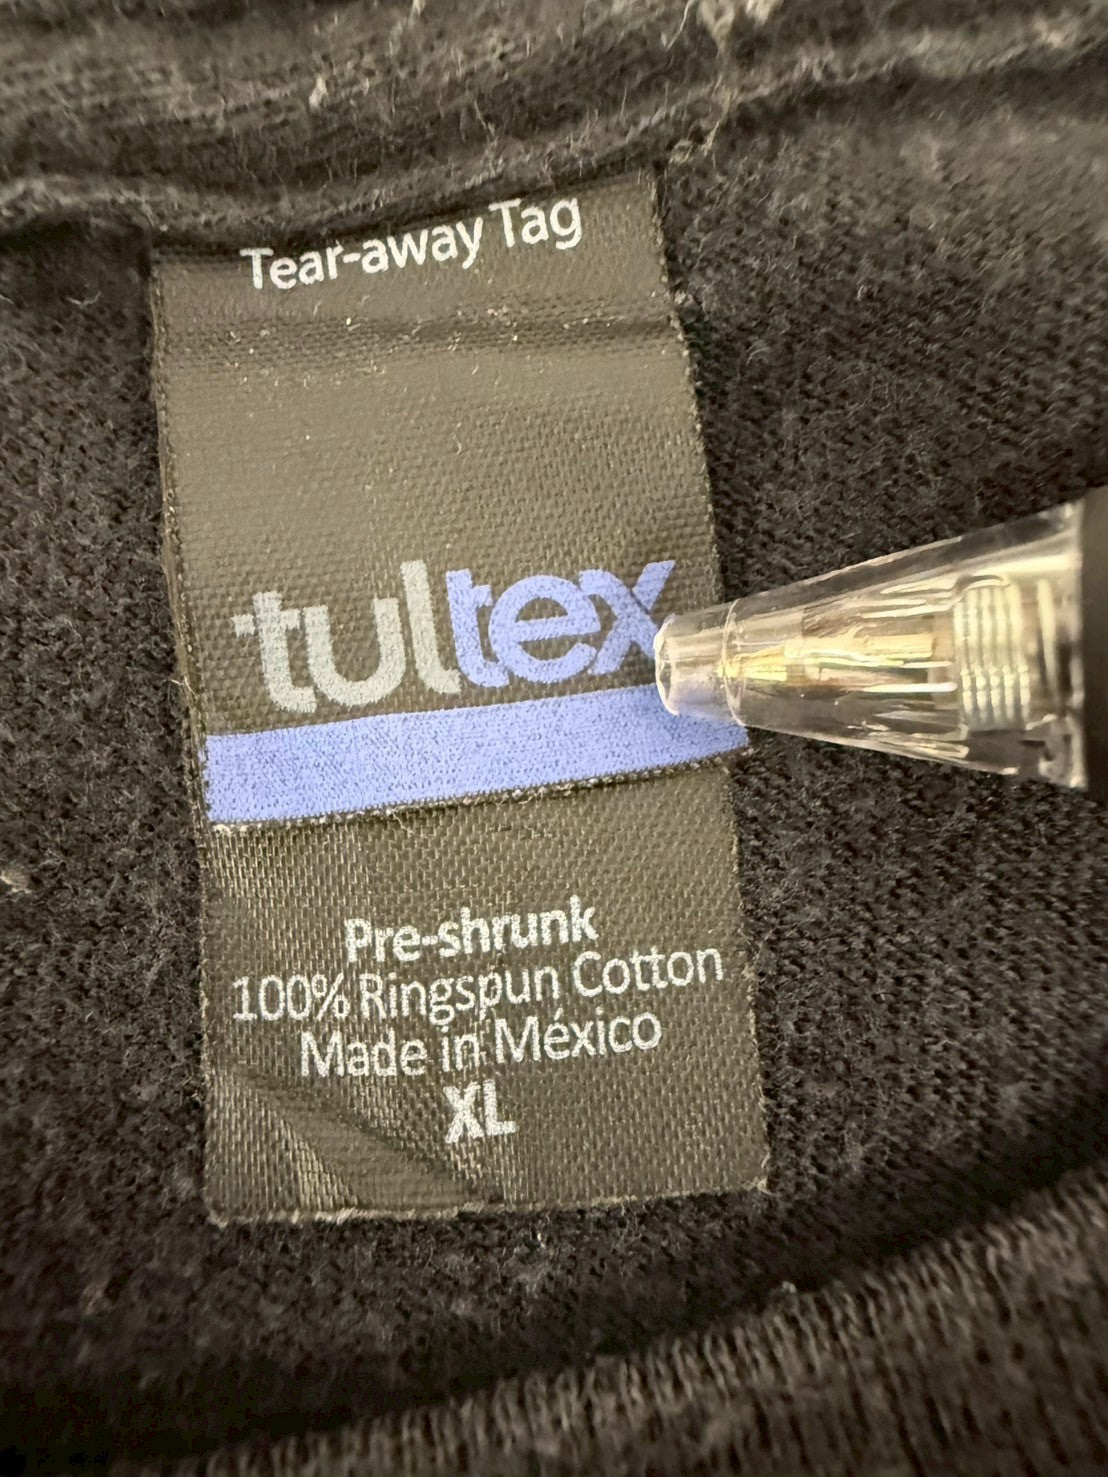 Tear-away Tag
tultex
Pre-shrunk
100% Ringspun Cotton
Made in México
XL